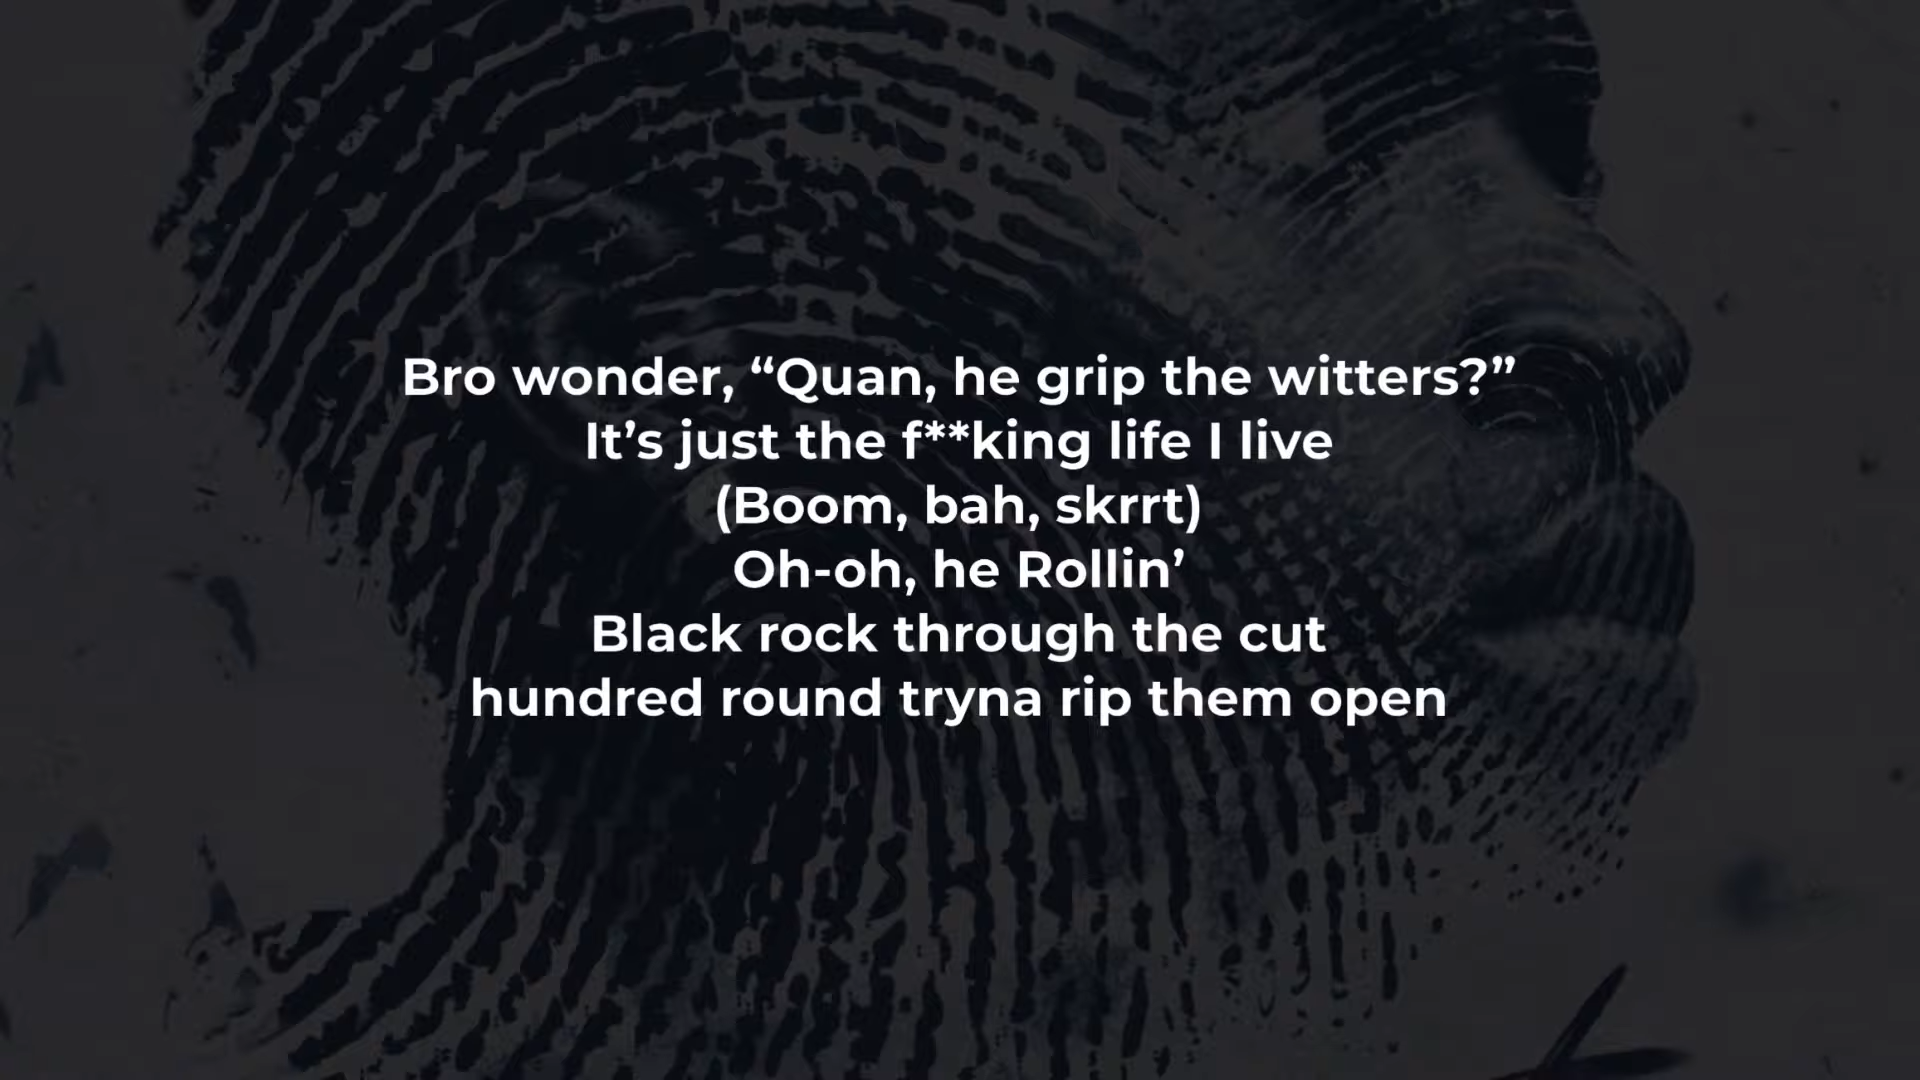 Bro wonder, “Quan, he grip the witters?”
It’s just the f**king life I live
(Boom, bah, skrrt)
Oh-oh, he Rollin’
Black rock through the cut
hundred round tryna rip them open